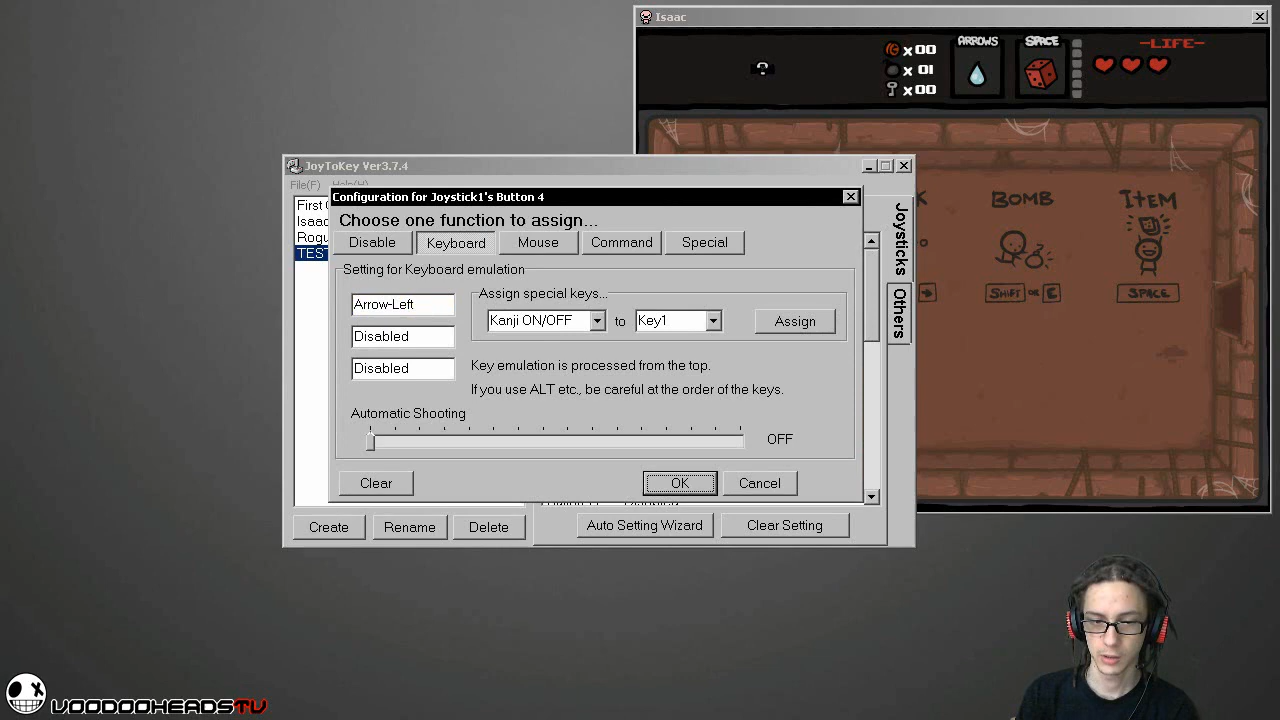 Isaac
x 00
x 01
x 00
ARROWS
SPACE
-LIFE-
BOMB
ITEM
SHIFT OR E
SPACE
JoyToKey Ver3.7.4
File(F) Help(H)
Configuration for Joystick1's Button 4
Choose one function to assign...
Disable Keyboard Mouse Command Special
Setting for Keyboard emulation
Arrow-Left
Disabled
Disabled
Assign special keys...
Kanji ON/OFF to Key1 Assign
Key emulation is processed from the top.
If you use ALT etc., be careful at the order of the keys.
Automatic Shooting
OFF
Clear OK Cancel
First
Isaac
Rogu
TES
Joysticks
Others
Create Rename Delete
Auto Setting Wizard Clear Setting
VOODOOHEADSTV